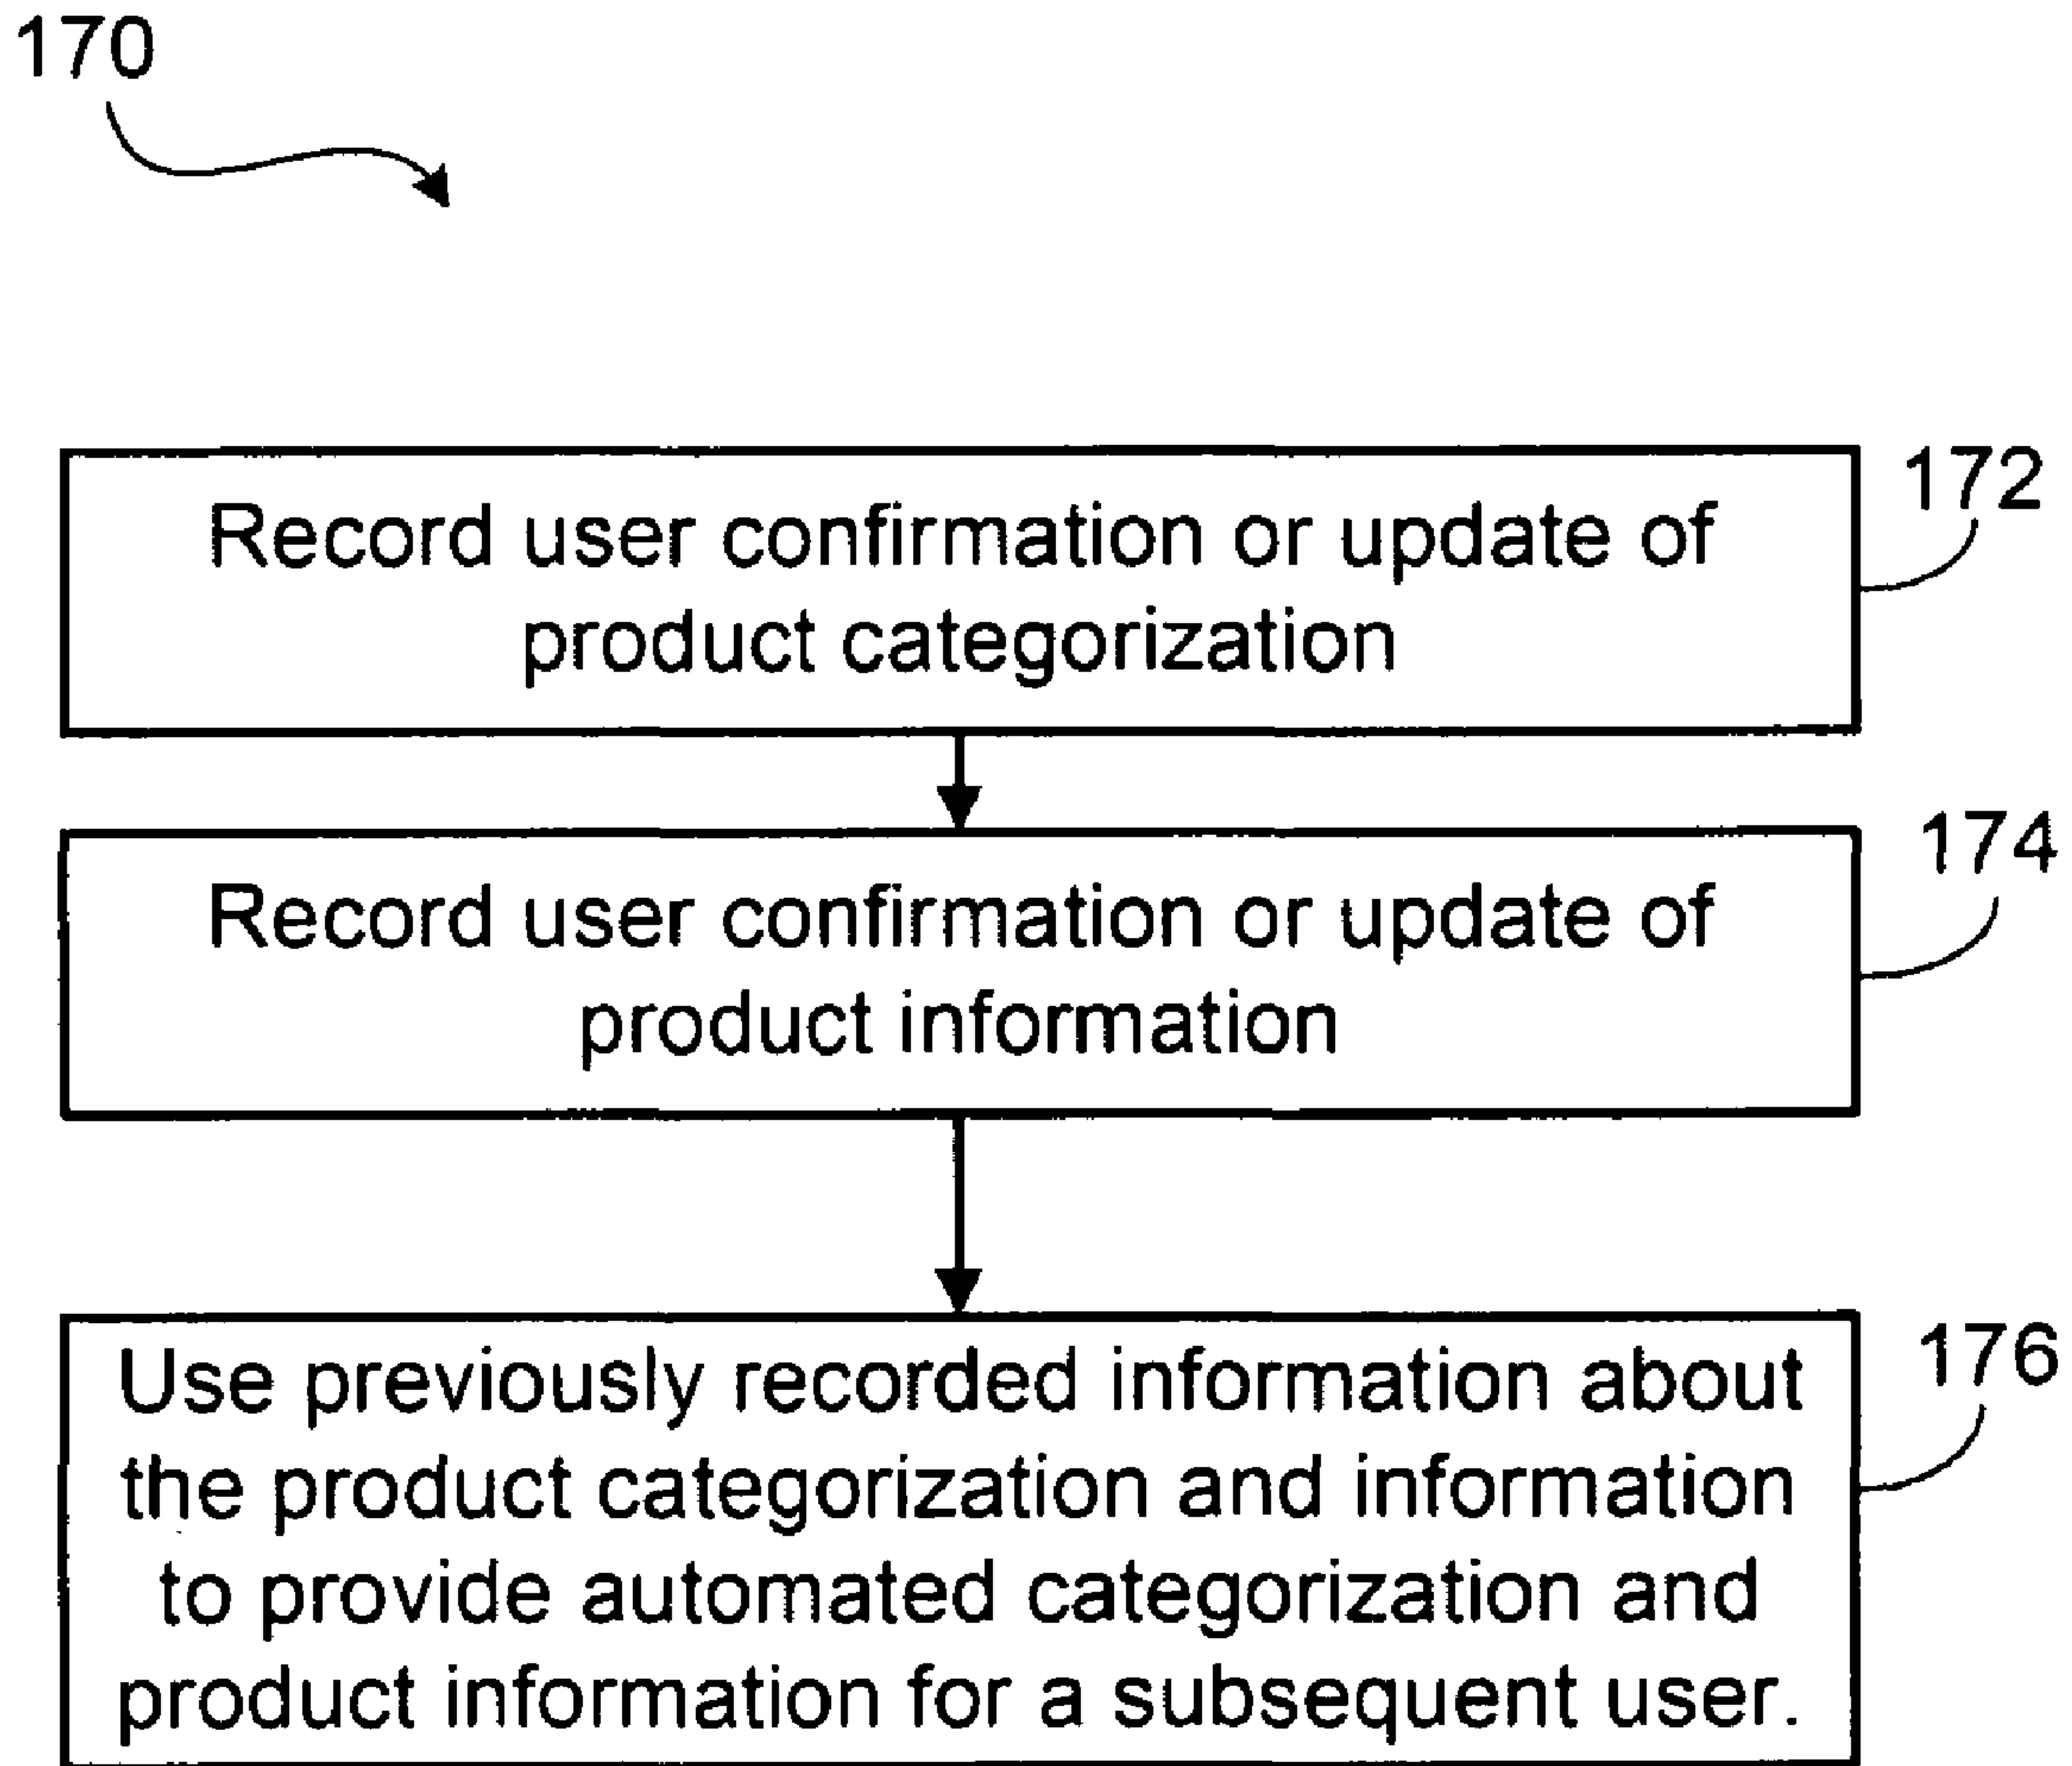 170
172
Record user confirmation or update of
product categorization
174
Record user confirmation or update of
product information
176
Use previously recorded information about
the product categorization and information
to provide automated categorization and
product information for a subsequent user.